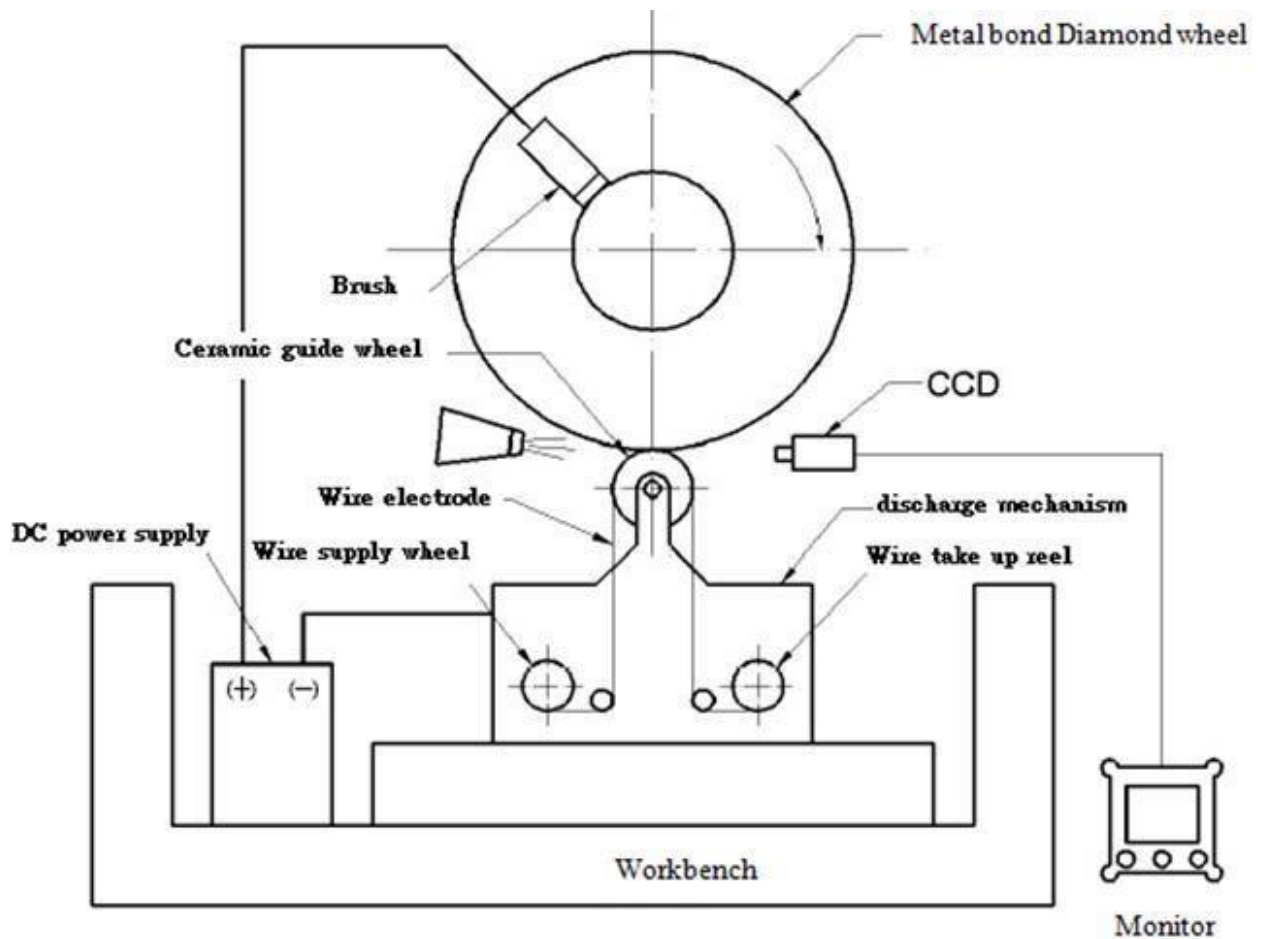 Metal bond Diamond wheel
Brush
Ceramic guide wheel
CCD
Wire electrode
discharge mechanism
DC power supply
Wire supply wheel
Wire take up reel
(+) (−)
Workbench
Monitor